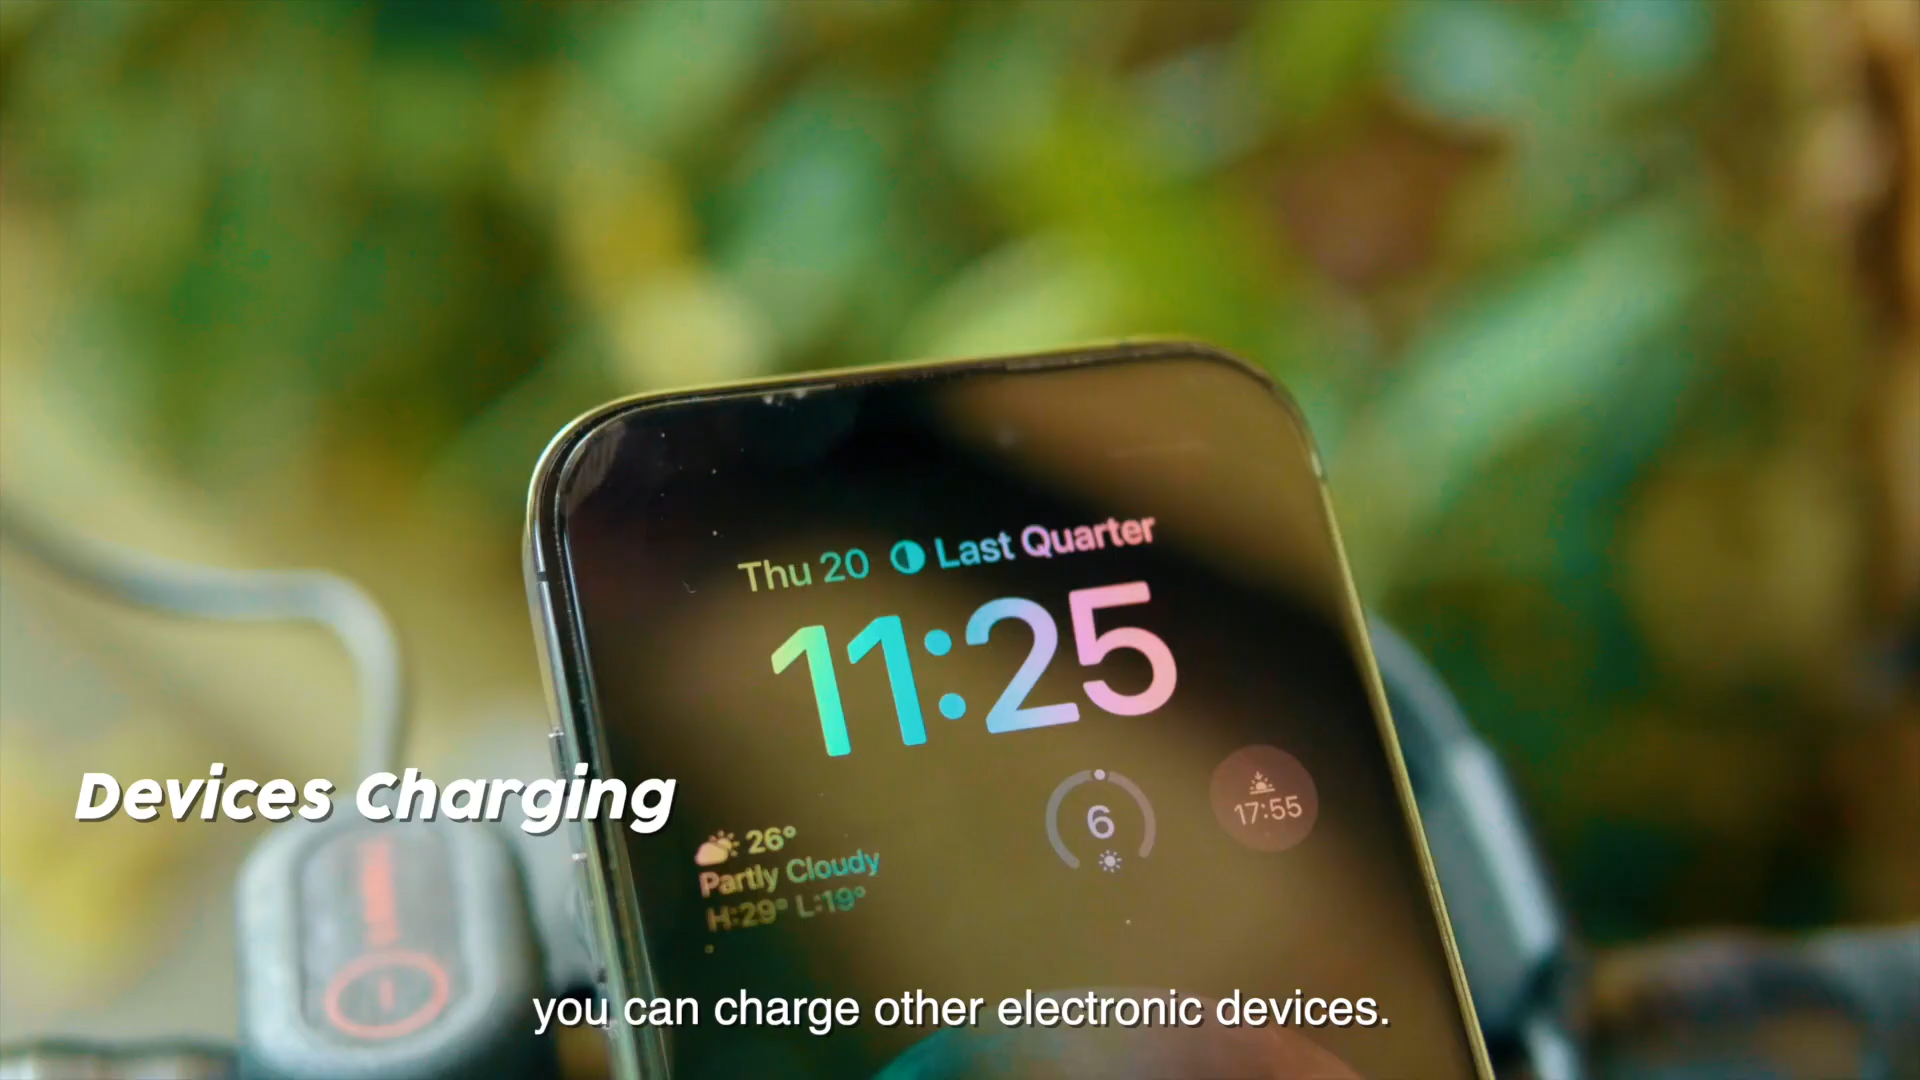 Thu 20 Last Quarter
11:25
6
17:55
Devices Charging
26°
Partly Cloudy
H:29° L:19°
you can charge other electronic devices.